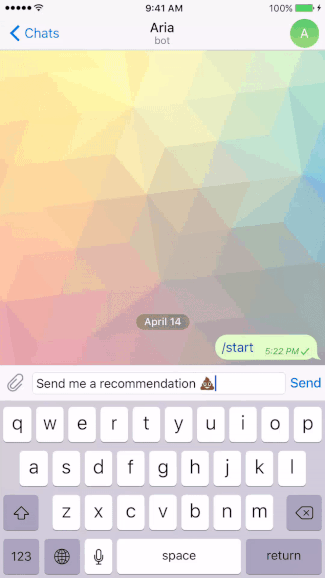 9:41 AM
100%
Chats
Aria
bot
A
April 14
/start
5:22 PM
Send me a recommendation 💩
Send
q w e r t y u i o p
a s d f g h j k l
z x c v b n m
123
space
return